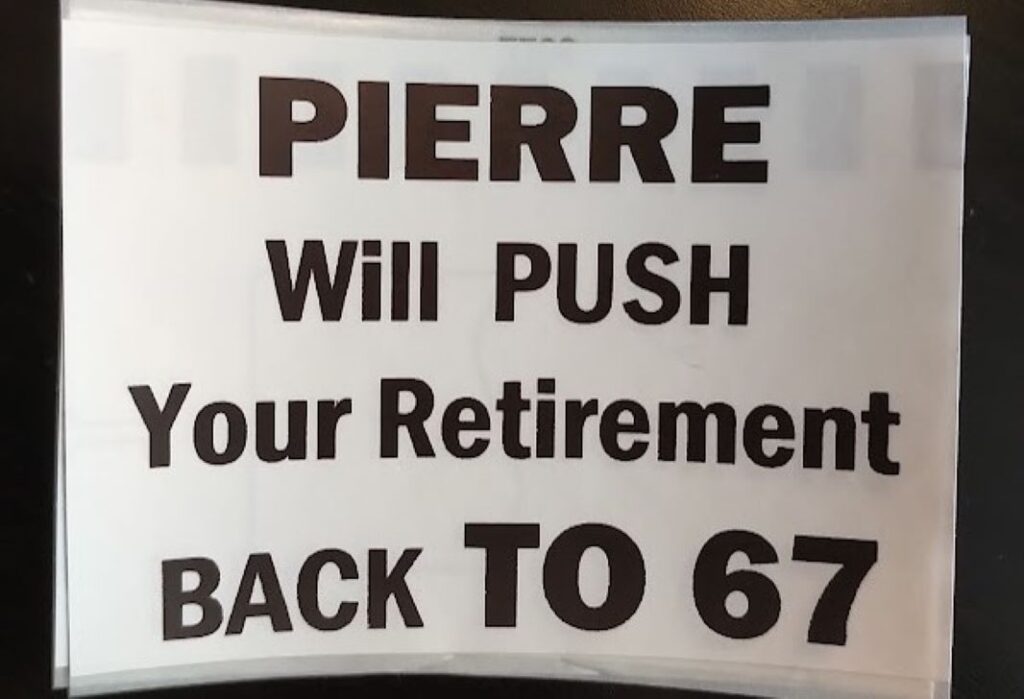 PIERRE
Will PUSH
Your Retirement
BACK TO 67